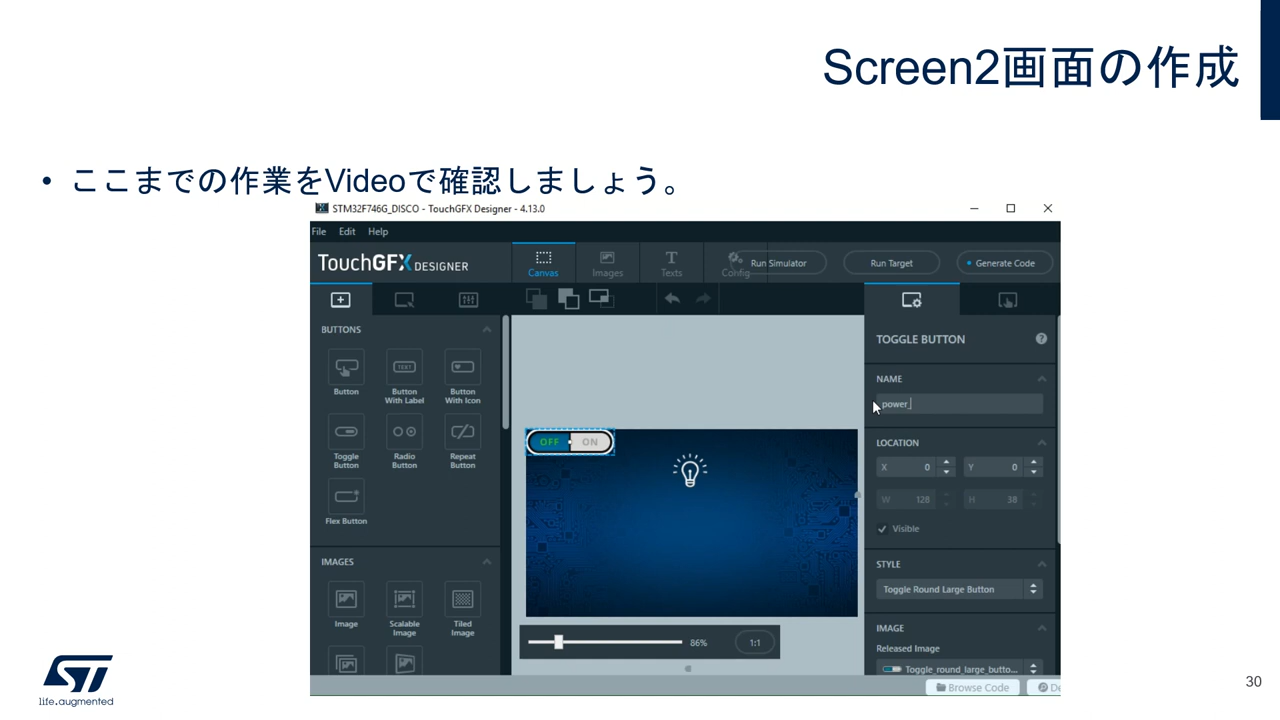 Screen2画面の作成
• ここまでの作業をVideoで確認しましょう。
STM32F746G_DISCO - TouchGFX Designer - 4.13.0
File Edit Help
TouchGFX DESIGNER
Canvas
Images
Texts
Config
Run Simulator
Run Target
Generate Code
BUTTONS
Button
Button With Label
Button With Icon
Toggle Button
Radio Button
Repeat Button
Flex Button
IMAGES
Image
Scalable Image
Tiled Image
OFF ON
86%
1:1
TOGGLE BUTTON
NAME
power_
LOCATION
X 0 Y 0
W 128 H 38
Visible
STYLE
Toggle Round Large Button
IMAGE
Released Image
Toggle_round_large_butto...
Browse Code
De
ST
life.augmented
30